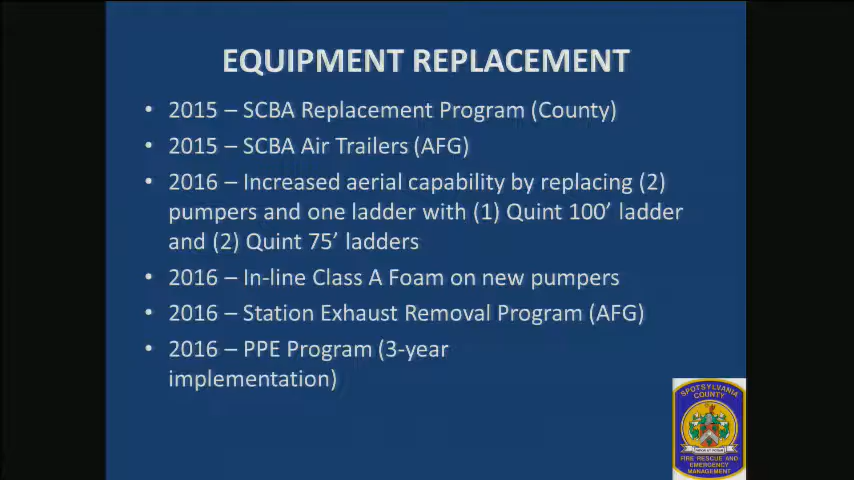 EQUIPMENT REPLACEMENT
• 2015 – SCBA Replacement Program (County)
• 2015 – SCBA Air Trailers (AFG)
• 2016 – Increased aerial capability by replacing (2)
pumpers and one ladder with (1) Quint 100’ ladder
and (2) Quint 75’ ladders
• 2016 – In-line Class A Foam on new pumpers
• 2016 – Station Exhaust Removal Program (AFG)
• 2016 – PPE Program (3-year
implementation)
SPOTSYLVANIA
COUNTY
FIRE RESCUE AND
EMERGENCY
MANAGEMENT